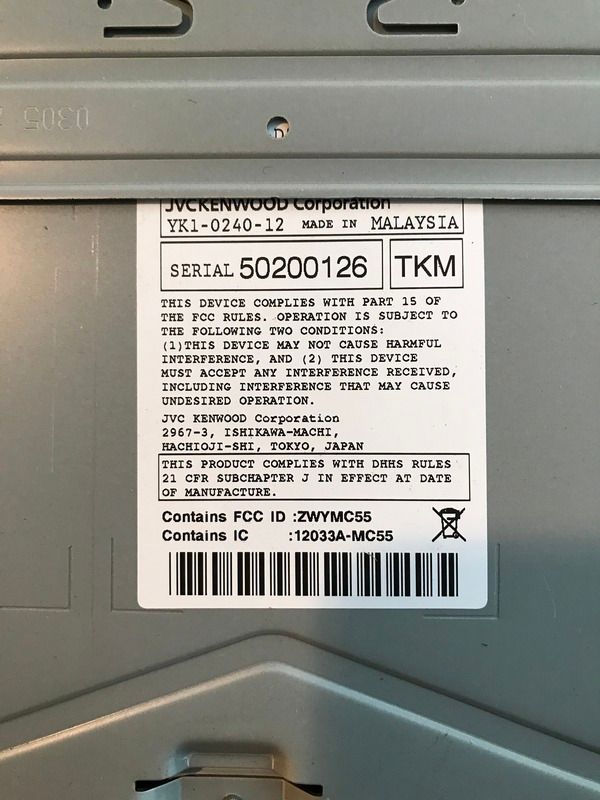 0305
JVCKENWOOD Corporation
YK1-0240-12 MADE IN MALAYSIA
SERIAL 50200126 TKM
THIS DEVICE COMPLIES WITH PART 15 OF
THE FCC RULES. OPERATION IS SUBJECT TO
THE FOLLOWING TWO CONDITIONS:
(1)THIS DEVICE MAY NOT CAUSE HARMFUL
INTERFERENCE, AND (2) THIS DEVICE
MUST ACCEPT ANY INTERFERENCE RECEIVED,
INCLUDING INTERFERENCE THAT MAY CAUSE
UNDESIRED OPERATION.
JVC KENWOOD Corporation
2967-3, ISHIKAWA-MACHI,
HACHIOJI-SHI, TOKYO, JAPAN
THIS PRODUCT COMPLIES WITH DHHS RULES
21 CFR SUBCHAPTER J IN EFFECT AT DATE
OF MANUFACTURE.
Contains FCC ID :ZWYMC55
Contains IC :12033A-MC55